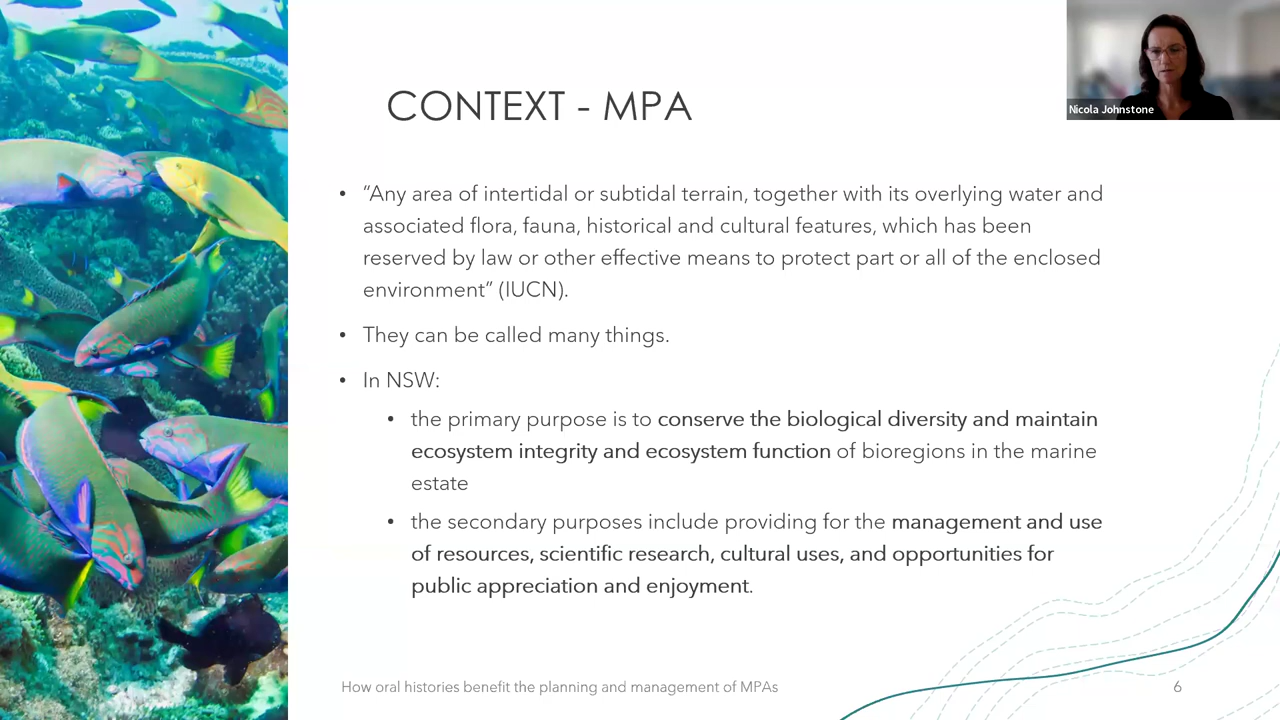 CONTEXT - MPA
Nicola Johnstone
• “Any area of intertidal or subtidal terrain, together with its overlying water and
associated flora, fauna, historical and cultural features, which has been
reserved by law or other effective means to protect part or all of the enclosed
environment” (IUCN).
• They can be called many things.
• In NSW:
• the primary purpose is to conserve the biological diversity and maintain
ecosystem integrity and ecosystem function of bioregions in the marine
estate
• the secondary purposes include providing for the management and use
of resources, scientific research, cultural uses, and opportunities for
public appreciation and enjoyment.
How oral histories benefit the planning and management of MPAs
6